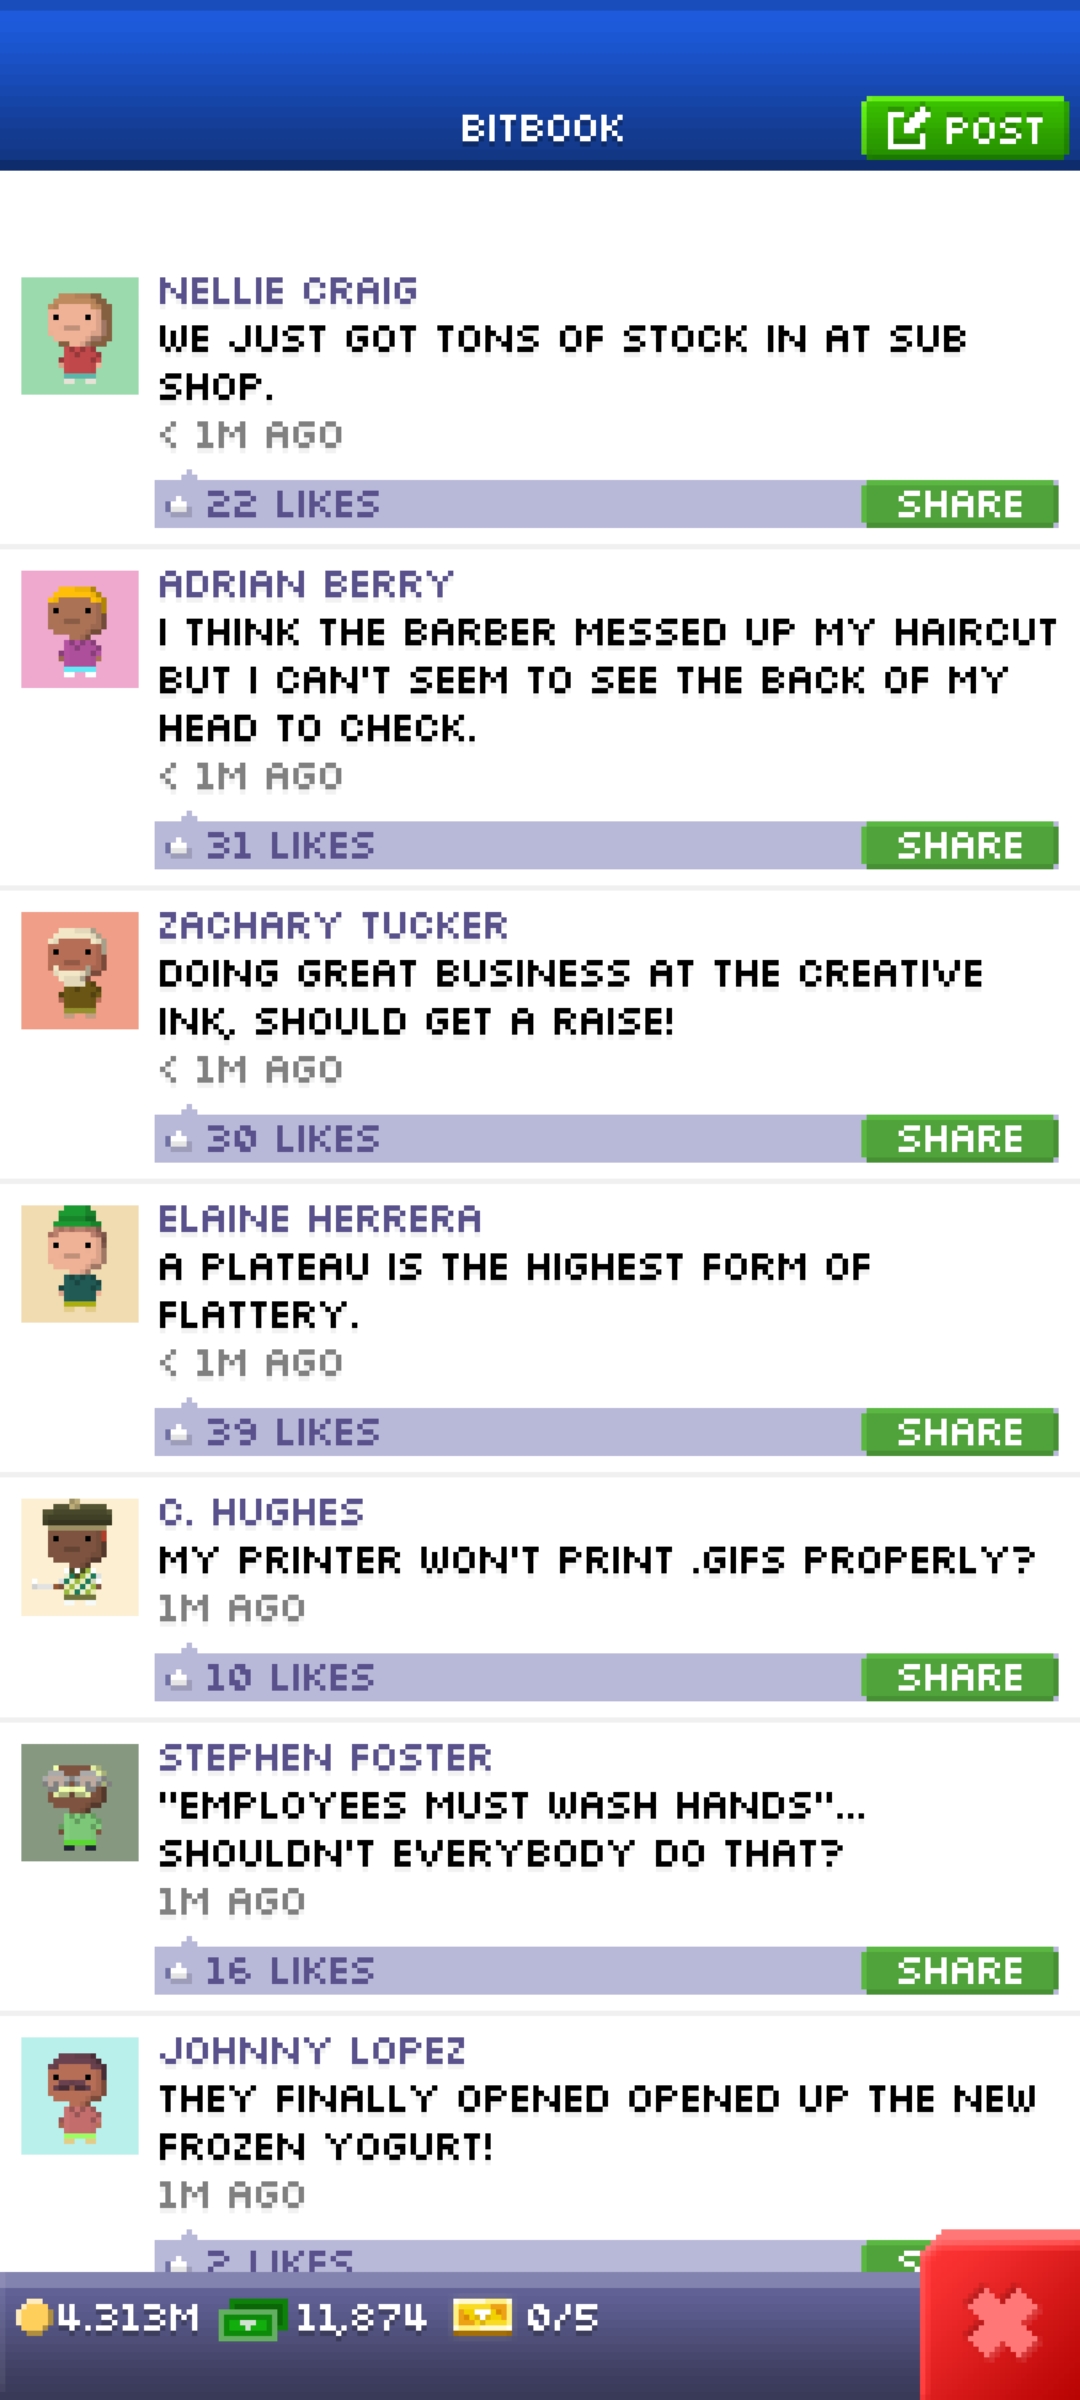 BITBOOK
POST
NELLIE CRAIG
WE JUST GOT TONS OF STOCK IN AT SUB
SHOP.
< 1M AGO
22 LIKES
SHARE
ADRIAN BERRY
I THINK THE BARBER MESSED UP MY HAIRCUT
BUT I CAN'T SEEM TO SEE THE BACK OF MY
HEAD TO CHECK.
< 1M AGO
31 LIKES
SHARE
ZACHARY TUCKER
DOING GREAT BUSINESS AT THE CREATIVE
INK, SHOULD GET A RAISE!
< 1M AGO
30 LIKES
SHARE
ELAINE HERRERA
A PLATEAU IS THE HIGHEST FORM OF
FLATTERY.
< 1M AGO
39 LIKES
SHARE
C. HUGHES
MY PRINTER WON'T PRINT .GIFS PROPERLY?
1M AGO
10 LIKES
SHARE
STEPHEN FOSTER
"EMPLOYEES MUST WASH HANDS"...
SHOULDN'T EVERYBODY DO THAT?
1M AGO
16 LIKES
SHARE
JOHNNY LOPEZ
THEY FINALLY OPENED OPENED UP THE NEW
FROZEN YOGURT!
1M AGO
2 LIKES
4.313M
11,874
0/5